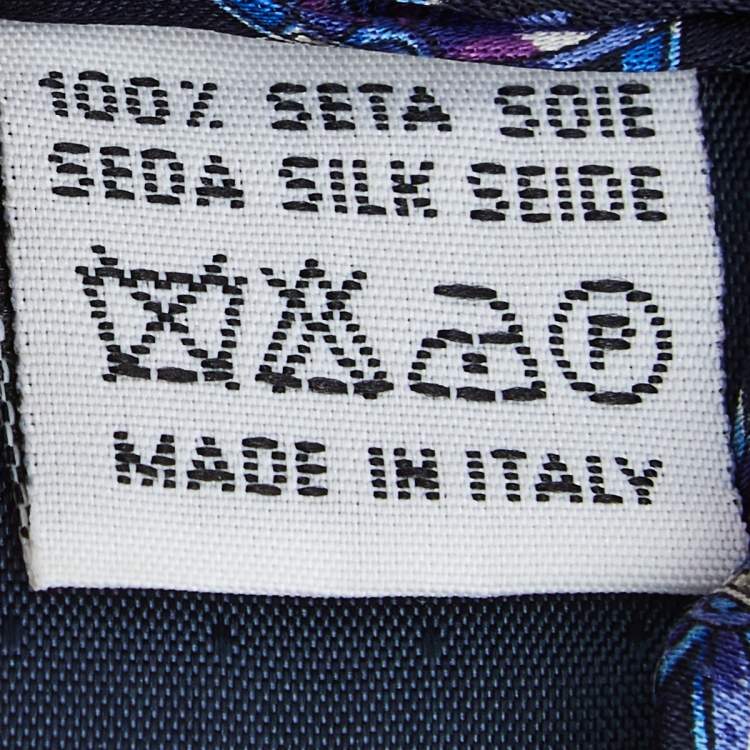 100% SETA SOIE
SEDA SILK SEIDE
P
MADE IN ITALY